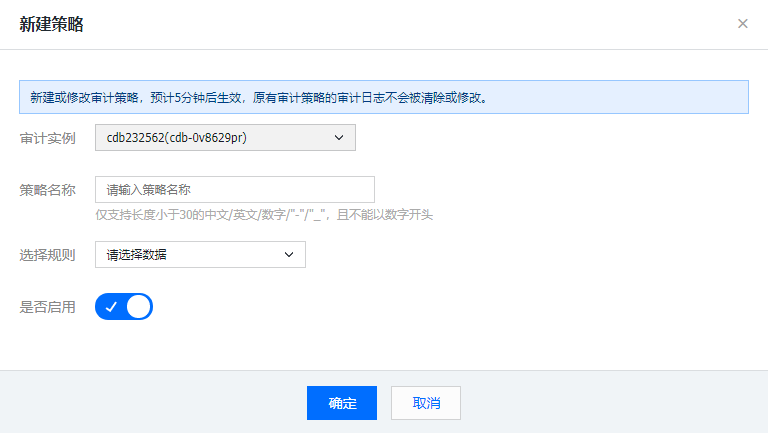 新建策略
新建或修改审计策略，预计5分钟后生效，原有审计策略的审计日志不会被清除或修改。
审计实例 cdb232562(cdb-0v8629pr)
策略名称 请输入策略名称
仅支持长度小于30的中文/英文/数字/"-"/"_"，且不能以数字开头
选择规则 请选择数据
是否启用
确定 取消